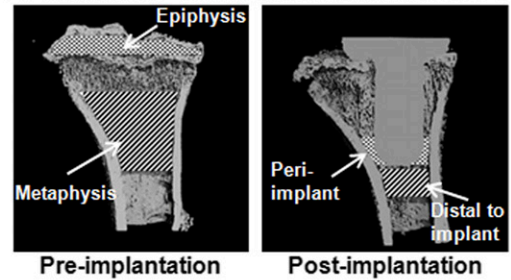 Epiphysis
Metaphysis
Peri-
implant
Distal to
implant
Pre-implantation
Post-implantation